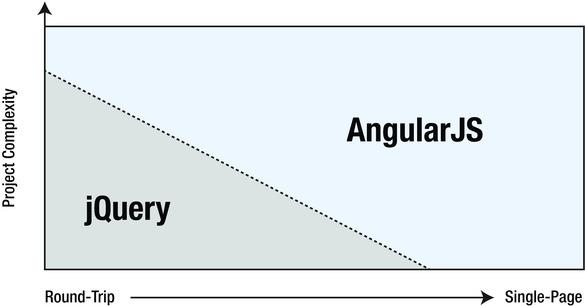 Project Complexity
AngularJS
jQuery
Round-Trip
Single-Page